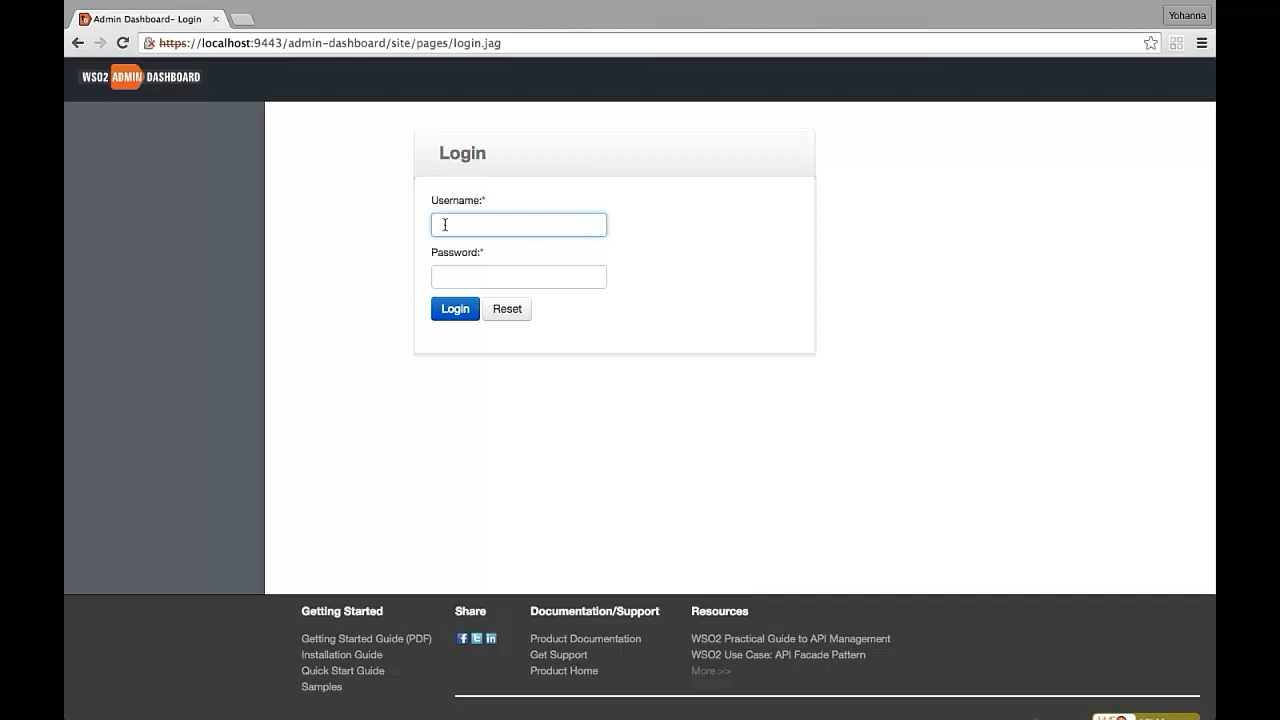 Admin Dashboard- Login
Yohanna
https://localhost:9443/admin-dashboard/site/pages/login.jag
WSO2 ADMIN DASHBOARD
Login
Username:*
Password:*
Login Reset
Getting Started
Getting Started Guide (PDF)
Installation Guide
Quick Start Guide
Samples
Share
Documentation/Support
Product Documentation
Get Support
Product Home
Resources
WSO2 Practical Guide to API Management
WSO2 Use Case: API Facade Pattern
More >>